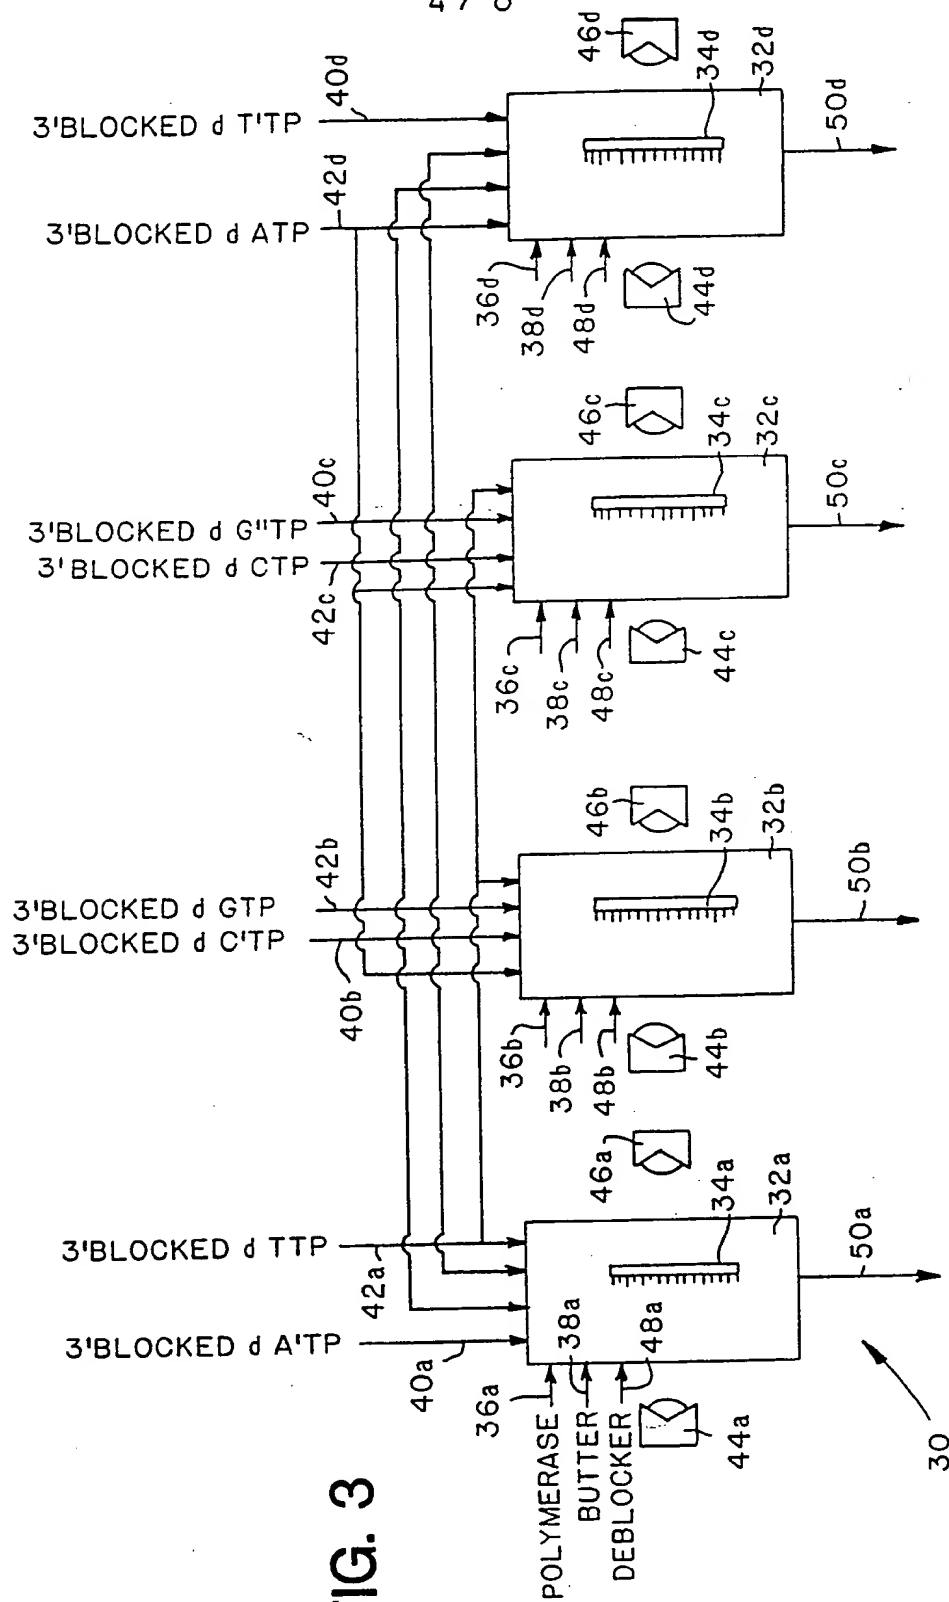 4 / 8
3'BLOCKED d T'TP
40d
3'BLOCKED d ATP
42d
46d
34d
32d
36d
38d
48d
44d
50d
3'BLOCKED d G"TP
40c
3'BLOCKED d CTP
42c
46c
34c
32c
36c
38c
48c
44c
50c
3'BLOCKED d GTP
42b
3'BLOCKED d C'TP
40b
46b
34b
32b
36b
38b
48b
44b
50b
3'BLOCKED d TTP
42a
3'BLOCKED d A'TP
40a
46a
34a
32a
36a
38a
48a
POLYMERASE
BUTTER
DEBLOCKER
44a
50a
30
FIG. 3